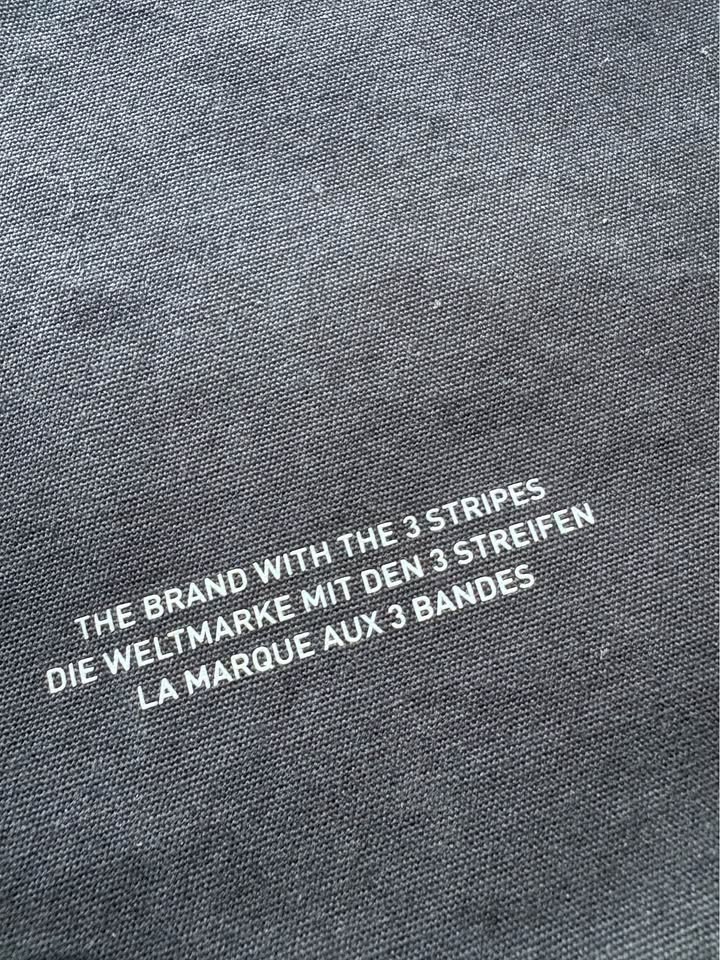 THE BRAND WITH THE 3 STRIPES
DIE WELTMARKE MIT DEN 3 STREIFEN
LA MARQUE AUX 3 BANDES